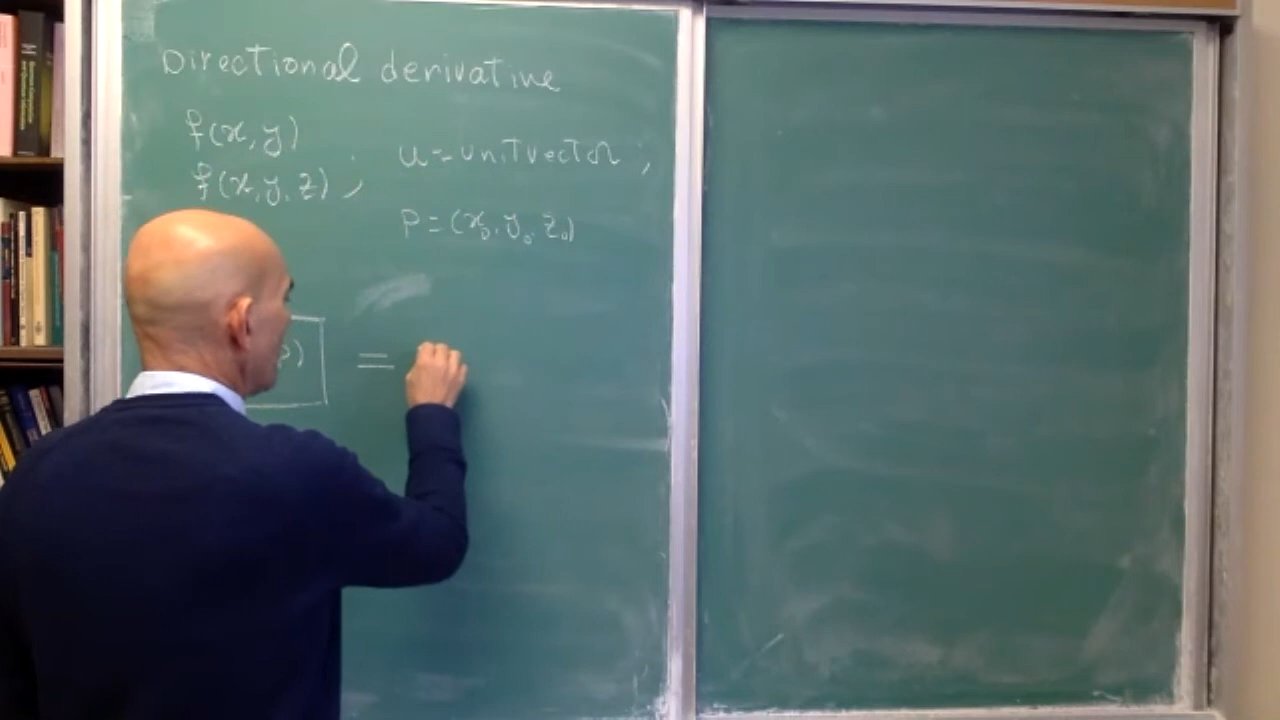 Directional derivative
f(x,y)
f(x,y,z) ; u = unit vector ;
P = (x₀, y₀, z₀)
P) =